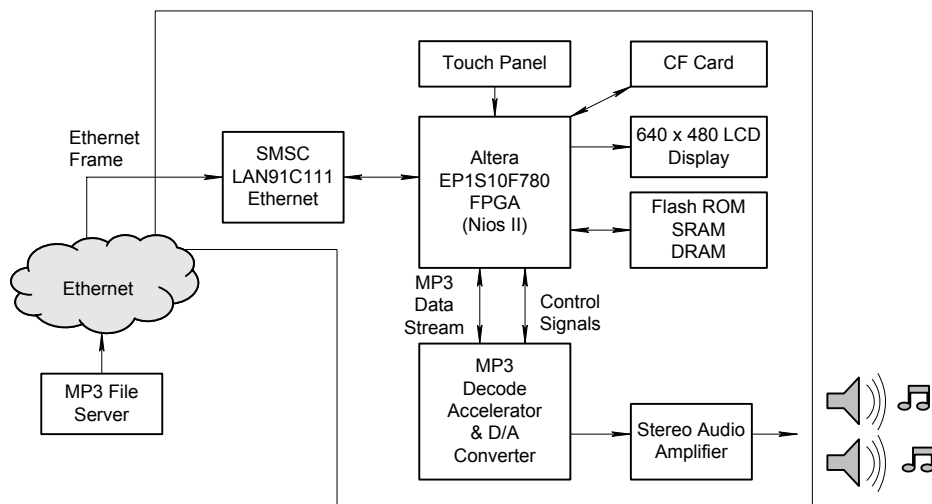 Touch Panel
CF Card
Ethernet
Frame
SMSC
LAN91C111
Ethernet
Altera
EP1S10F780
FPGA
(Nios II)
640 x 480 LCD
Display
Flash ROM
SRAM
DRAM
Ethernet
MP3
Data
Stream
Control
Signals
MP3 File
Server
MP3
Decode
Accelerator
& D/A
Converter
Stereo Audio
Amplifier